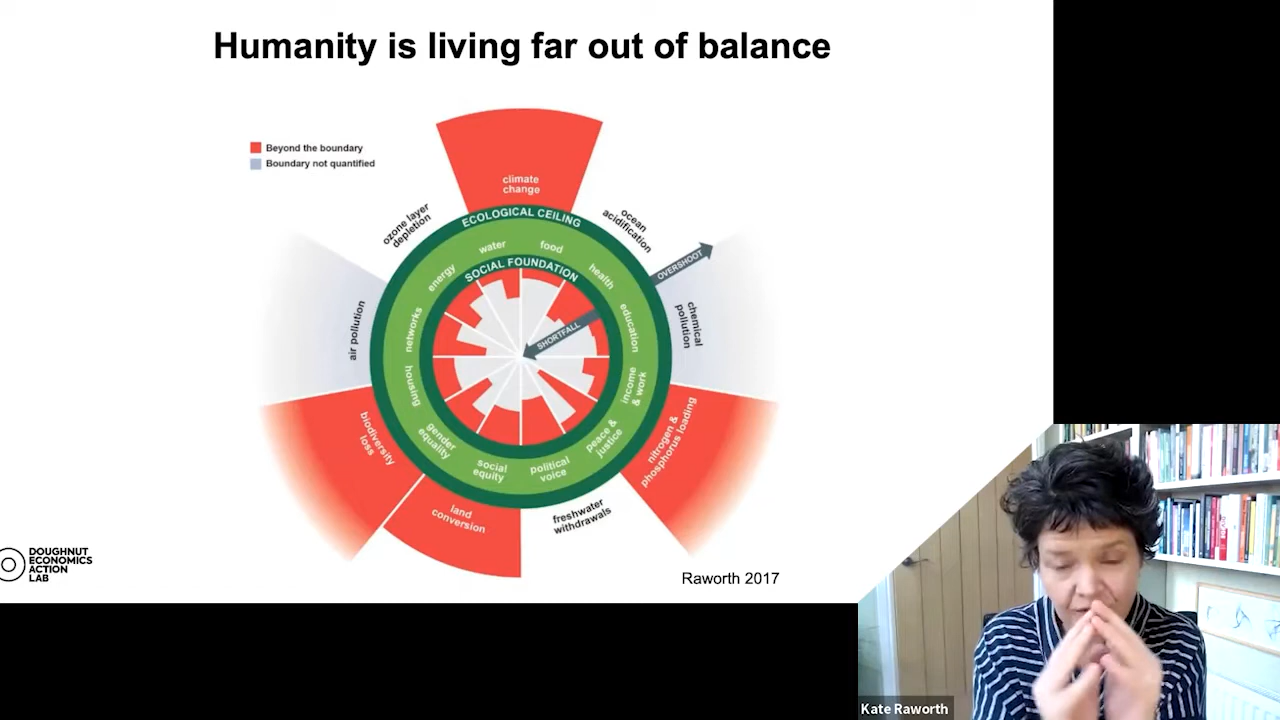 Humanity is living far out of balance
Beyond the boundary
Boundary not quantified
climate
change
ozone layer
depletion
ocean
acidification
ECOLOGICAL CEILING
OVERSHOOT
water
food
energy
health
SOCIAL FOUNDATION
SHORTFALL
networks
education
air pollution
chemical
pollution
housing
income
& work
gender
equality
peace &
justice
social
equity
political
voice
biodiversity
loss
nitrogen &
phosphorus loading
land
conversion
freshwater
withdrawals
DOUGHNUT
ECONOMICS
ACTION
LAB
Raworth 2017
Kate Raworth